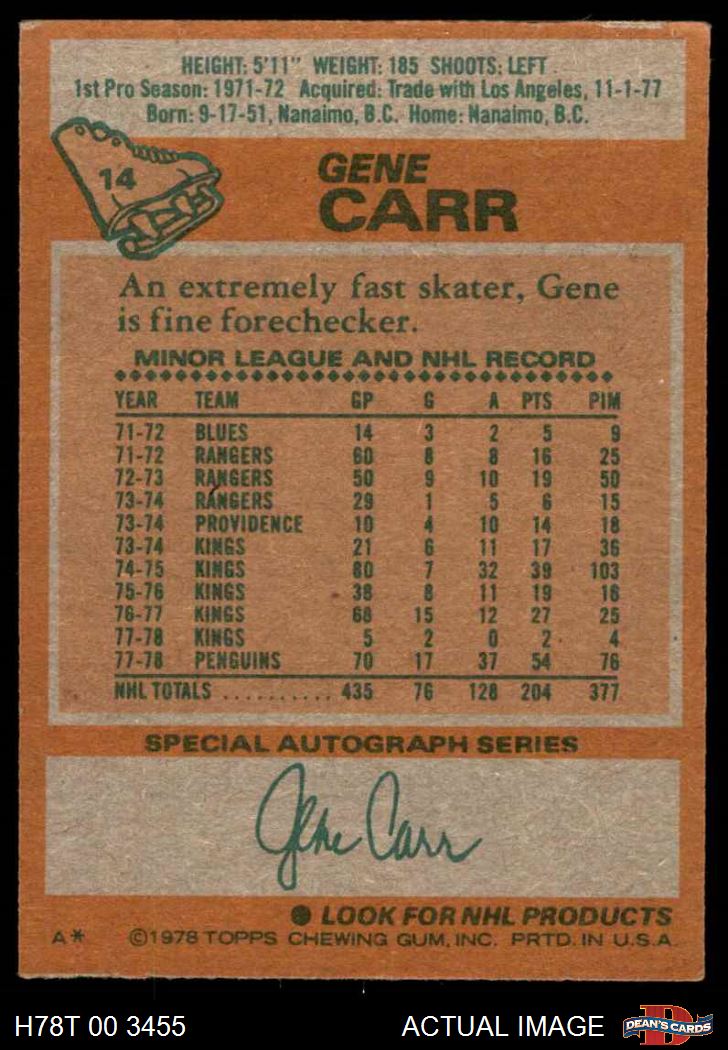 HEIGHT: 5'11" WEIGHT: 185 SHOOTS: LEFT
1st Pro Season: 1971-72 Acquired: Trade with Los Angeles, 11-1-77
Born: 9-17-51, Nanaimo, B.C. Home: Nanaimo, B.C.
14
GENE
CARR
An extremely fast skater, Gene
is fine forechecker.
MINOR LEAGUE AND NHL RECORD
YEAR TEAM GP G A PTS PIM
71-72 BLUES 14 3 2 5 9
71-72 RANGERS 60 8 8 16 25
72-73 RANGERS 50 9 10 19 50
73-74 RANGERS 29 1 5 6 15
73-74 PROVIDENCE 10 4 10 14 18
73-74 KINGS 21 6 11 17 36
74-75 KINGS 80 7 32 39 103
75-76 KINGS 38 8 11 19 16
76-77 KINGS 68 15 12 27 25
77-78 KINGS 5 2 0 2 4
77-78 PENGUINS 70 17 37 54 76
NHL TOTALS .......... 435 76 128 204 377
SPECIAL AUTOGRAPH SERIES
Gene Carr
LOOK FOR NHL PRODUCTS
A* ©1978 TOPPS CHEWING GUM, INC. PRTD. IN U.S.A.
H78T 00 3455 ACTUAL IMAGE D DEAN'S CARDS